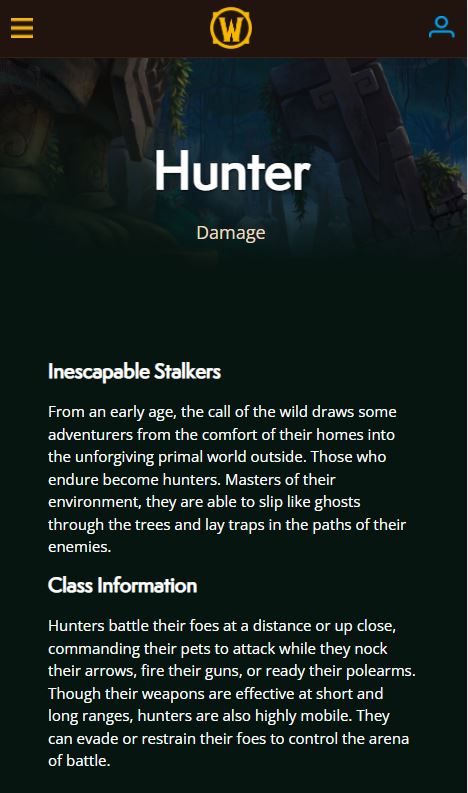 W
Hunter
Damage
Inescapable Stalkers
From an early age, the call of the wild draws some
adventurers from the comfort of their homes into
the unforgiving primal world outside. Those who
endure become hunters. Masters of their
environment, they are able to slip like ghosts
through the trees and lay traps in the paths of their
enemies.
Class Information
Hunters battle their foes at a distance or up close,
commanding their pets to attack while they nock
their arrows, fire their guns, or ready their polearms.
Though their weapons are effective at short and
long ranges, hunters are also highly mobile. They
can evade or restrain their foes to control the arena
of battle.